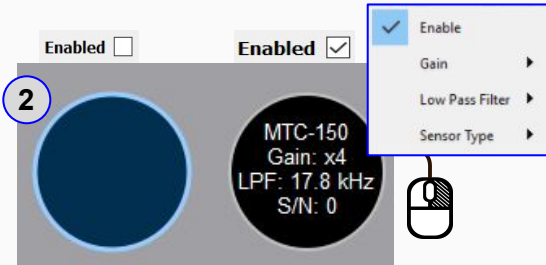 Enabled
Enabled
Enable
Gain
Low Pass Filter
Sensor Type
2
MTC-150
Gain: x4
LPF: 17.8 kHz
S/N: 0